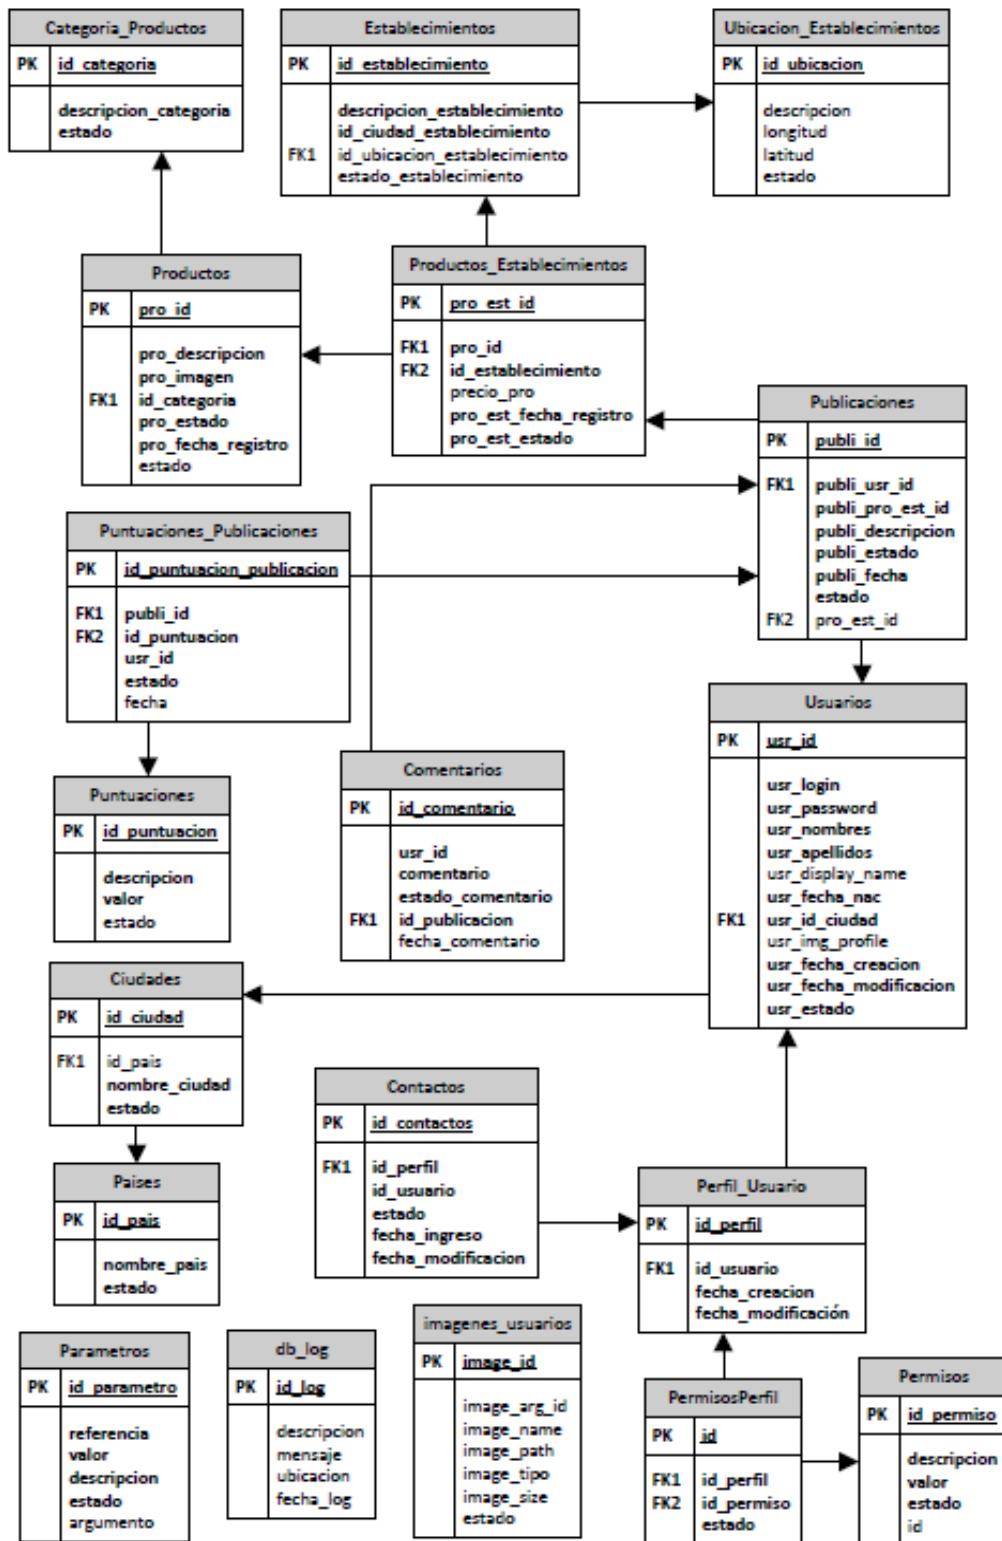 Categoria_Productos
PK id_categoria
descripcion_categoria
estado
Establecimientos
PK id_establecimiento
descripcion_establecimiento
id_ciudad_establecimiento
FK1 id_ubicacion_establecimiento
estado_establecimiento
Ubicacion_Establecimientos
PK id_ubicacion
descripcion
longitud
latitud
estado
Productos
PK pro_id
pro_descripcion
pro_imagen
FK1 id_categoria
pro_estado
pro_fecha_registro
estado
Productos_Establecimientos
PK pro_est_id
FK1 pro_id
FK2 id_establecimiento
precio_pro
pro_est_fecha_registro
pro_est_estado
Publicaciones
PK publi_id
FK1 publi_usr_id
publi_pro_est_id
publi_descripcion
publi_estado
publi_fecha
estado
FK2 pro_est_id
Puntuaciones_Publicaciones
PK id_puntuacion_publicacion
FK1 publi_id
FK2 id_puntuacion
usr_id
estado
fecha
Usuarios
PK usr_id
usr_login
usr_password
usr_nombres
usr_apellidos
usr_display_name
usr_fecha_nac
FK1 usr_id_ciudad
usr_img_profile
usr_fecha_creacion
usr_fecha_modificacion
usr_estado
Puntuaciones
PK id_puntuacion
descripcion
valor
estado
Comentarios
PK id_comentario
usr_id
comentario
estado_comentario
FK1 id_publicacion
fecha_comentario
Ciudades
PK id_ciudad
FK1 id_pais
nombre_ciudad
estado
Contactos
PK id_contactos
FK1 id_perfil
id_usuario
estado
fecha_ingreso
fecha_modificacion
Paises
PK id_pais
nombre_pais
estado
Perfil_Usuario
PK id_perfil
FK1 id_usuario
fecha_creacion
fecha_modificación
Parametros
PK id_parametro
referencia
valor
descripcion
estado
argumento
db_log
PK id_log
descripcion
mensaje
ubicacion
fecha_log
imagenes_usuarios
PK image_id
image_arg_id
image_name
image_path
image_tipo
image_size
estado
PermisosPerfil
PK id
FK1 id_perfil
FK2 id_permiso
estado
Permisos
PK id_permiso
descripcion
valor
estado
id